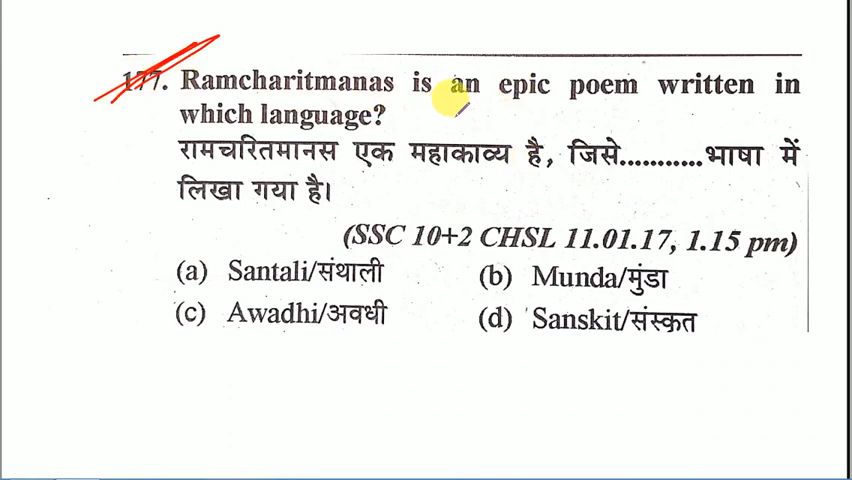 177. Ramcharitmanas is an epic poem written in
which language?
रामचरितमानस एक महाकाव्य है, जिसे............भाषा में
लिखा गया है।
(SSC 10+2 CHSL 11.01.17, 1.15 pm)
(a) Santali/संथाली (b) Munda/मुंडा
(c) Awadhi/अवधी (d) Sanskit/संस्कत